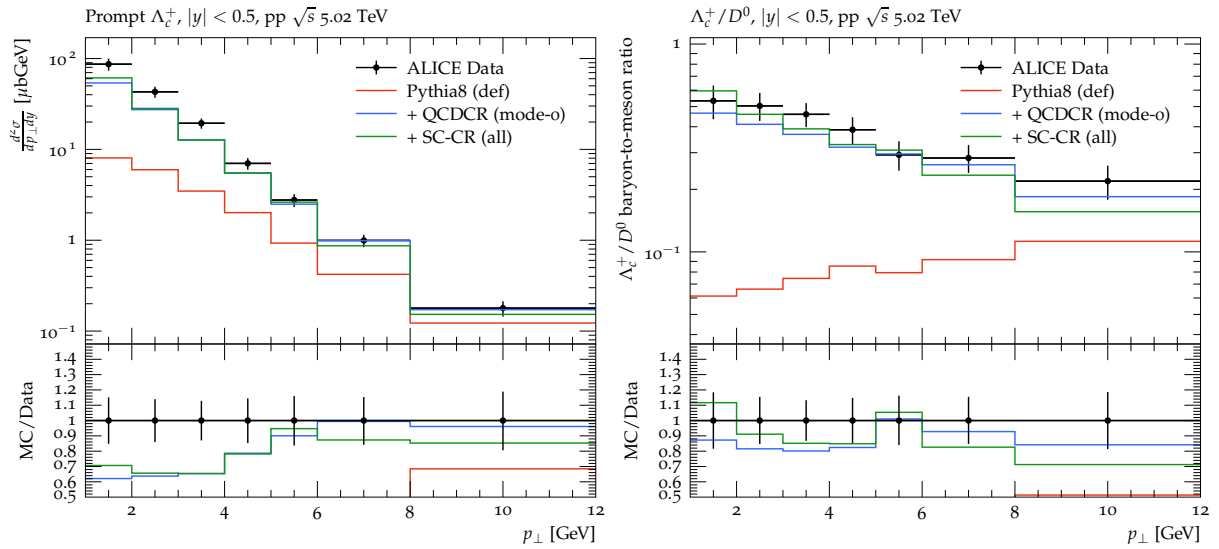 Prompt Λ_c^+, |y| < 0.5, pp √s 5.02 TeV
d²σ/dp⊥dy [μbGeV]
10²
10¹
1
10⁻¹
ALICE Data
Pythia8 (def)
+ QCDCR (mode-0)
+ SC-CR (all)
MC/Data
1.4
1.3
1.2
1.1
1
0.9
0.8
0.7
0.6
0.5
2 4 6 8 10 12
p⊥ [GeV]
Λ_c^+/D⁰, |y| < 0.5, pp √s 5.02 TeV
Λ_c^+/D⁰ baryon-to-meson ratio
1
10⁻¹
ALICE Data
Pythia8 (def)
+ QCDCR (mode-0)
+ SC-CR (all)
MC/Data
1.4
1.3
1.2
1.1
1
0.9
0.8
0.7
0.6
0.5
2 4 6 8 10 12
p⊥ [GeV]